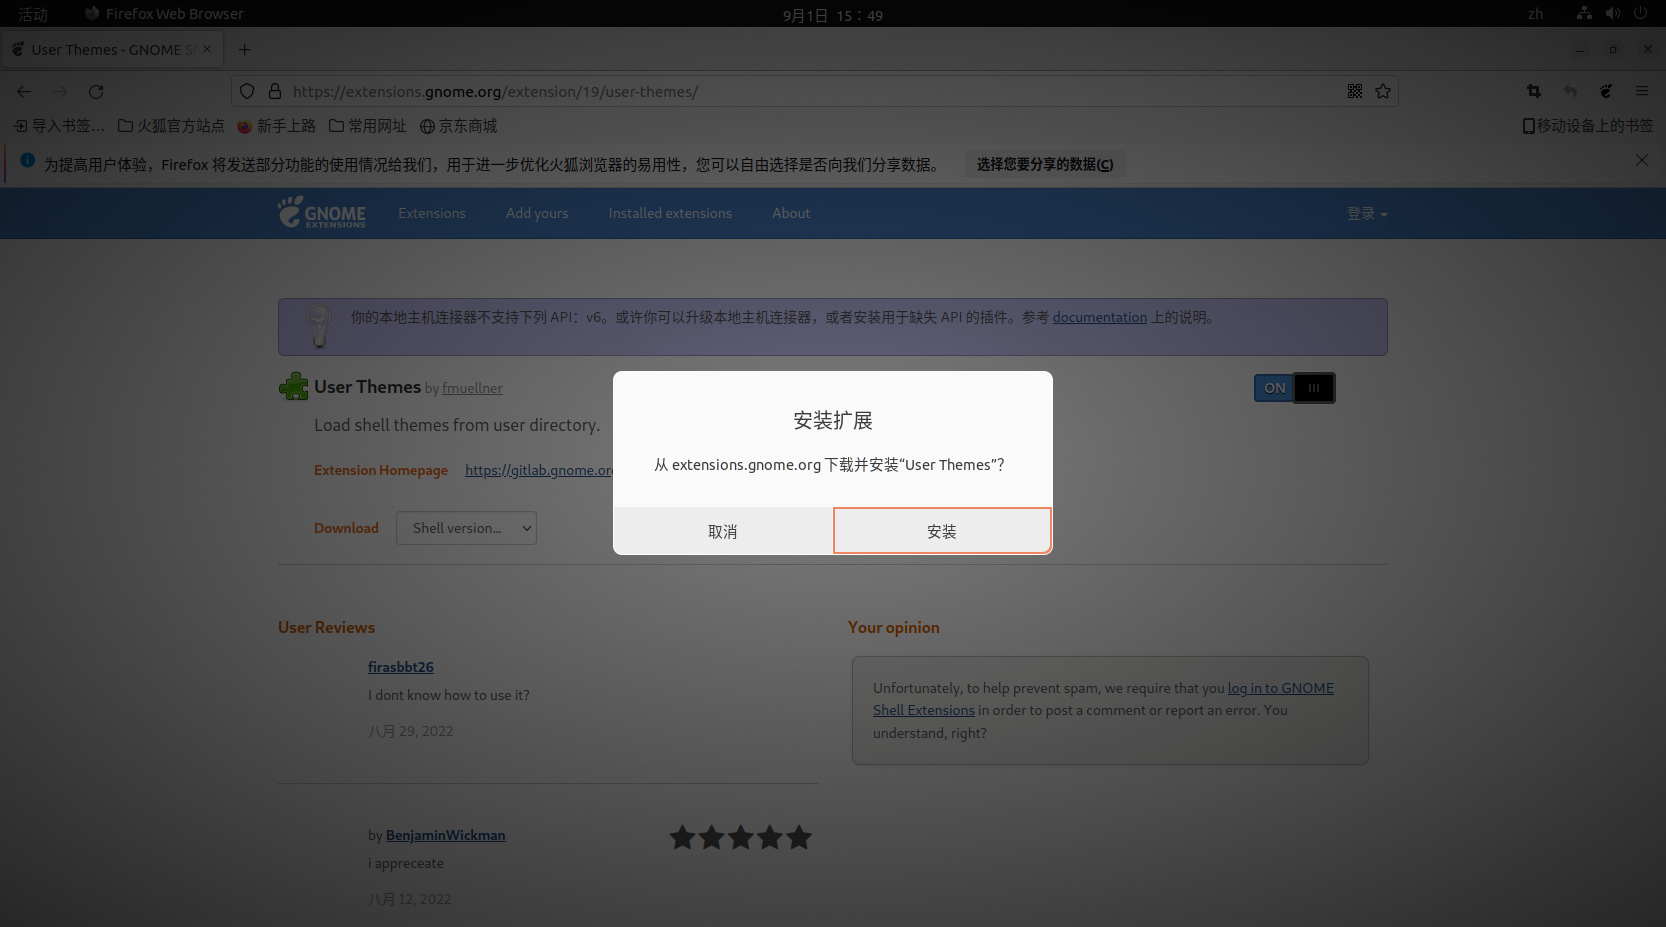 活动
Firefox Web Browser
9月1日 15：49
zh
User Themes - GNOME S
https://extensions.gnome.org/extension/19/user-themes/
导入书签…
火狐官方站点
新手上路
常用网址
京东商城
移动设备上的书签
为提高用户体验，Firefox 将发送部分功能的使用情况给我们，用于进一步优化火狐浏览器的易用性，您可以自由选择是否向我们分享数据。
选择您要分享的数据(C)
GNOME
EXTENSIONS
Extensions
Add yours
Installed extensions
About
登录
你的本地主机连接器不支持下列 API：v6。或许你可以升级本地主机连接器，或者安装用于缺失 API 的插件。参考 documentation 上的说明。
User Themes by fmuellner
ON
Load shell themes from user directory.
Extension Homepage
https://gitlab.gnome.org
Download
Shell version...
安装扩展
从 extensions.gnome.org 下载并安装“User Themes”？
取消
安装
User Reviews
firasbbt26
I dont know how to use it?
八月 29, 2022
by BenjaminWickman
i appreceate
八月 12, 2022
Your opinion
Unfortunately, to help prevent spam, we require that you log in to GNOME
Shell Extensions in order to post a comment or report an error. You
understand, right?